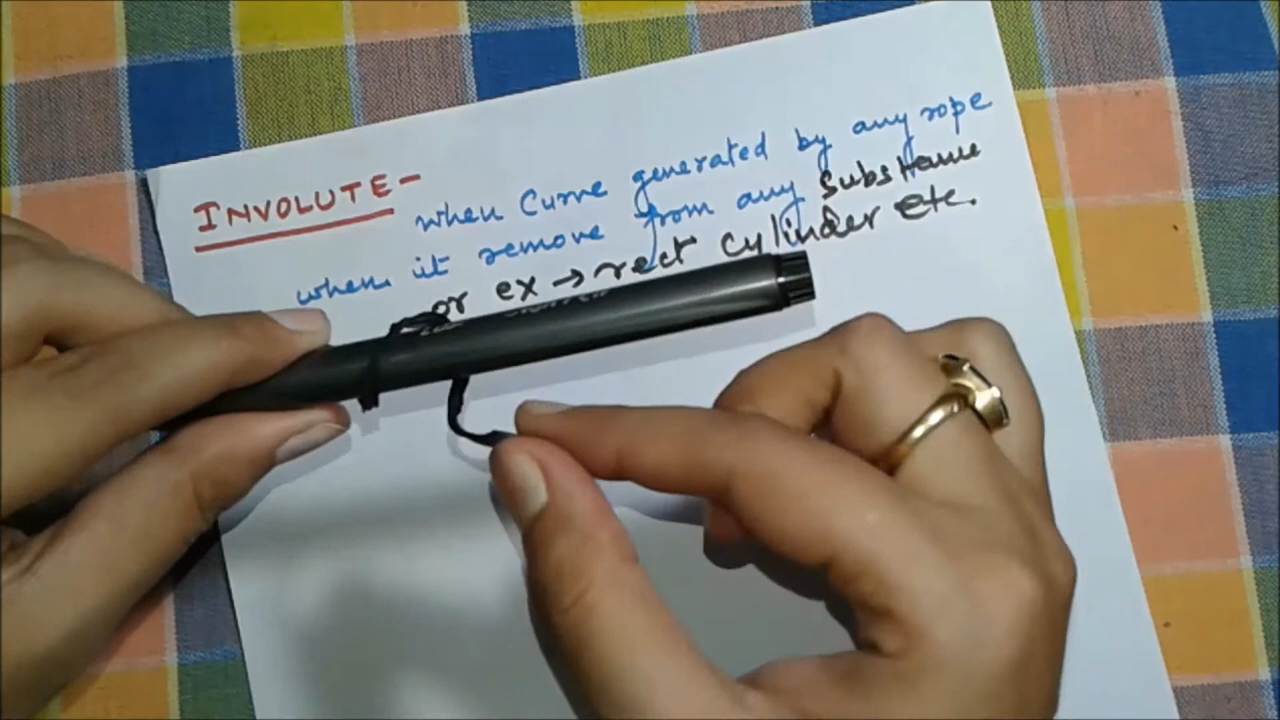 INVOLUTE-
when Curve generated by any rope
when it remove from any substance
or ex → rect cylinder etc.